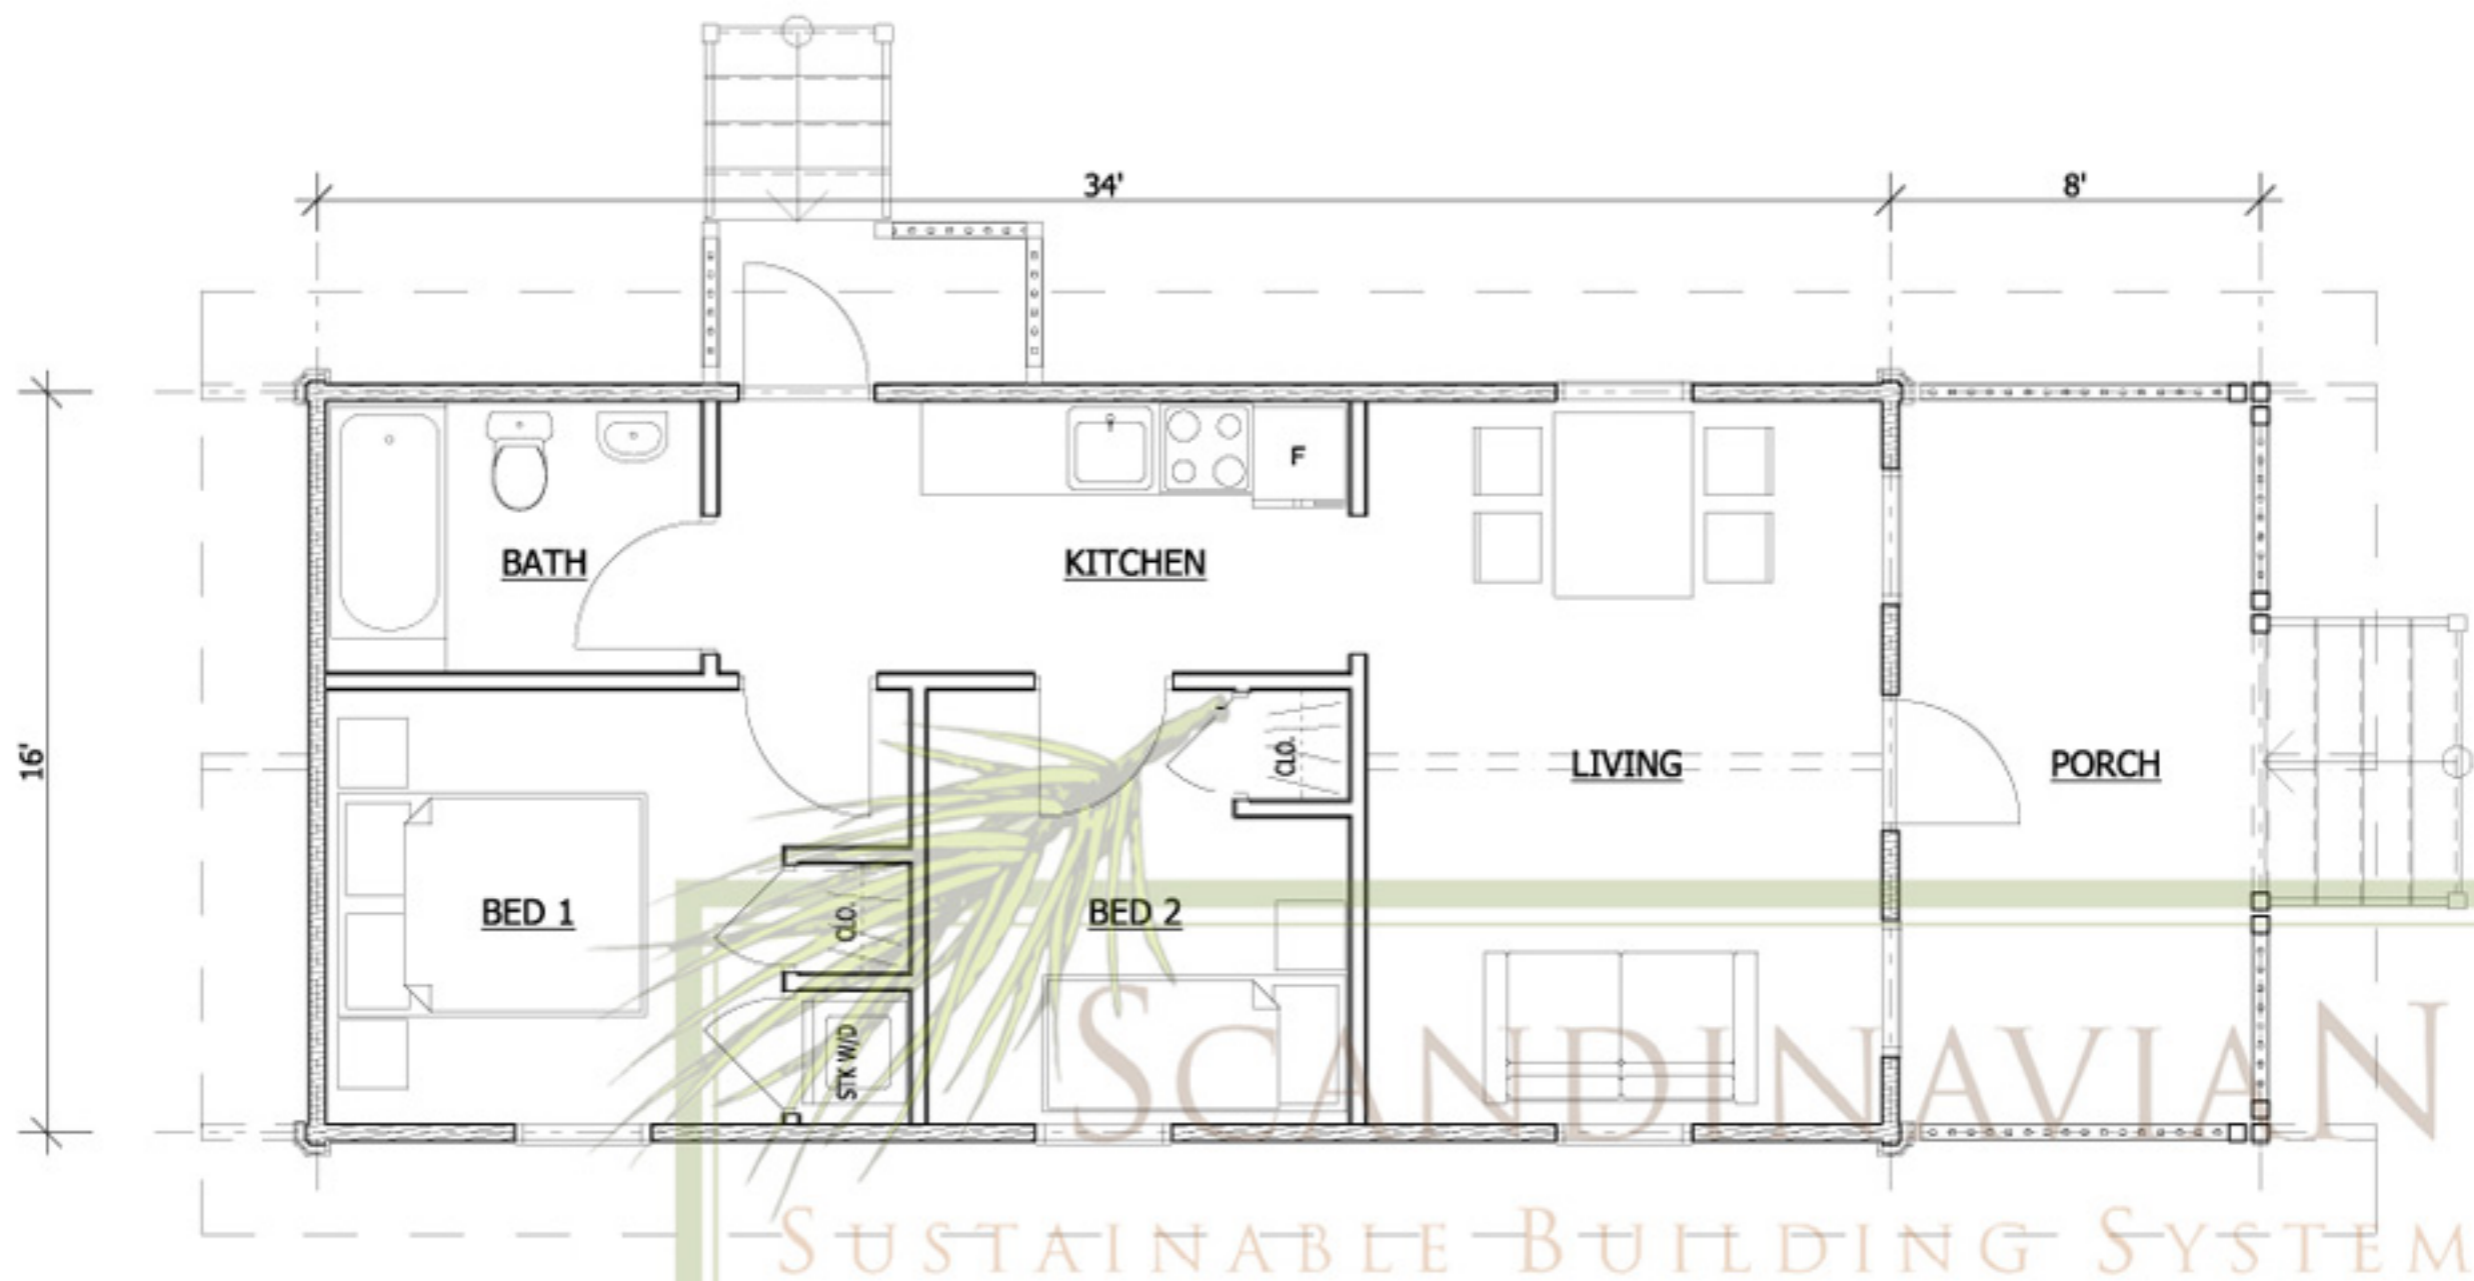 34' 8'
F
BATH KITCHEN
16'
CLO.
LIVING PORCH
BED 1 CLO. BED 2
STK W/D
SCANDINAVIAN
SUSTAINABLE BUILDING SYSTEM